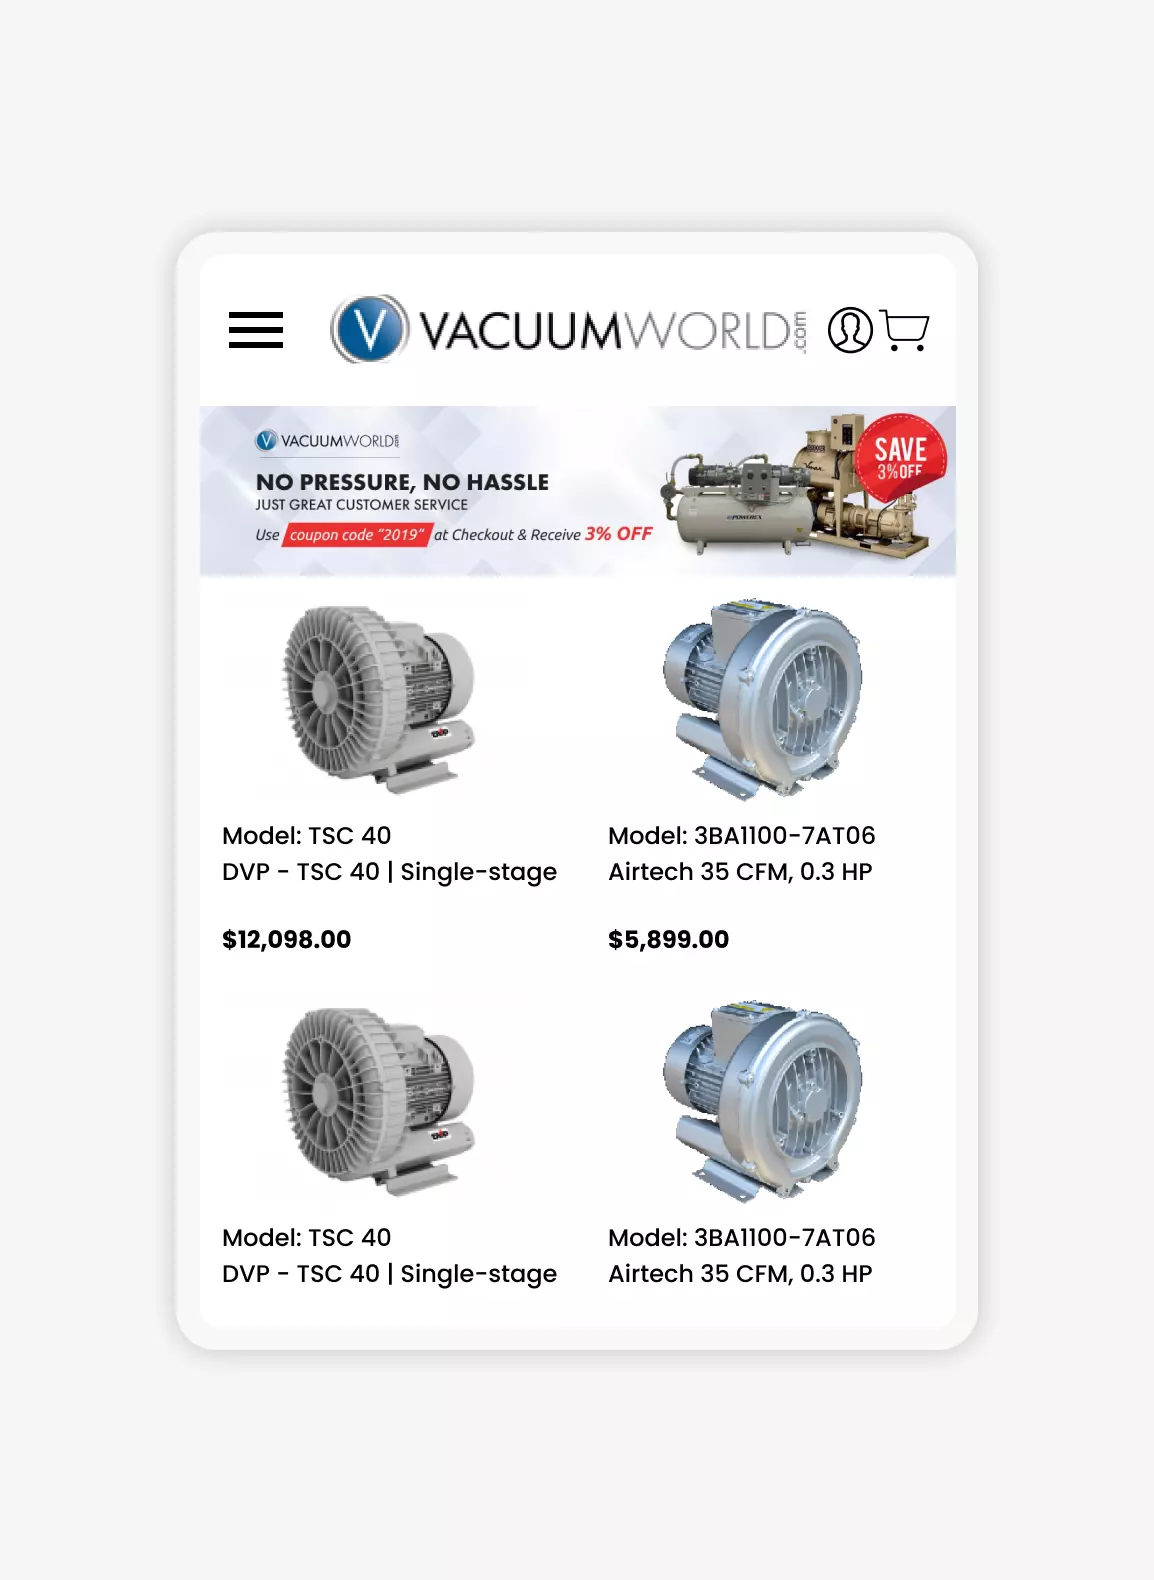 V VACUUMWORLD.com
V VACUUMWORLD.com
NO PRESSURE, NO HASSLE
JUST GREAT CUSTOMER SERVICE
Use coupon code “2019” at Checkout & Receive 3% OFF
SAVE
3% OFF
POWEREX
DVP
Model: TSC 40
DVP - TSC 40 | Single-stage
$12,098.00
Model: 3BA1100-7AT06
Airtech 35 CFM, 0.3 HP
$5,899.00
DVP
Model: TSC 40
DVP - TSC 40 | Single-stage
Model: 3BA1100-7AT06
Airtech 35 CFM, 0.3 HP